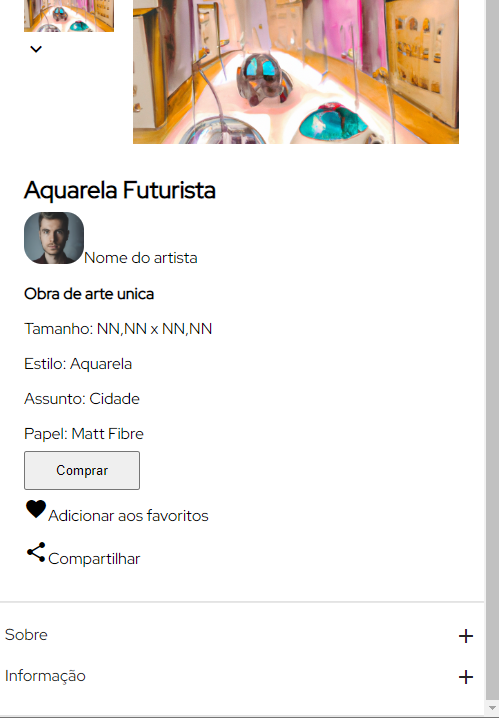 Aquarela Futurista
Nome do artista
Obra de arte unica
Tamanho: NN,NN x NN,NN
Estilo: Aquarela
Assunto: Cidade
Papel: Matt Fibre
Comprar
Adicionar aos favoritos
Compartilhar
Sobre
Informação